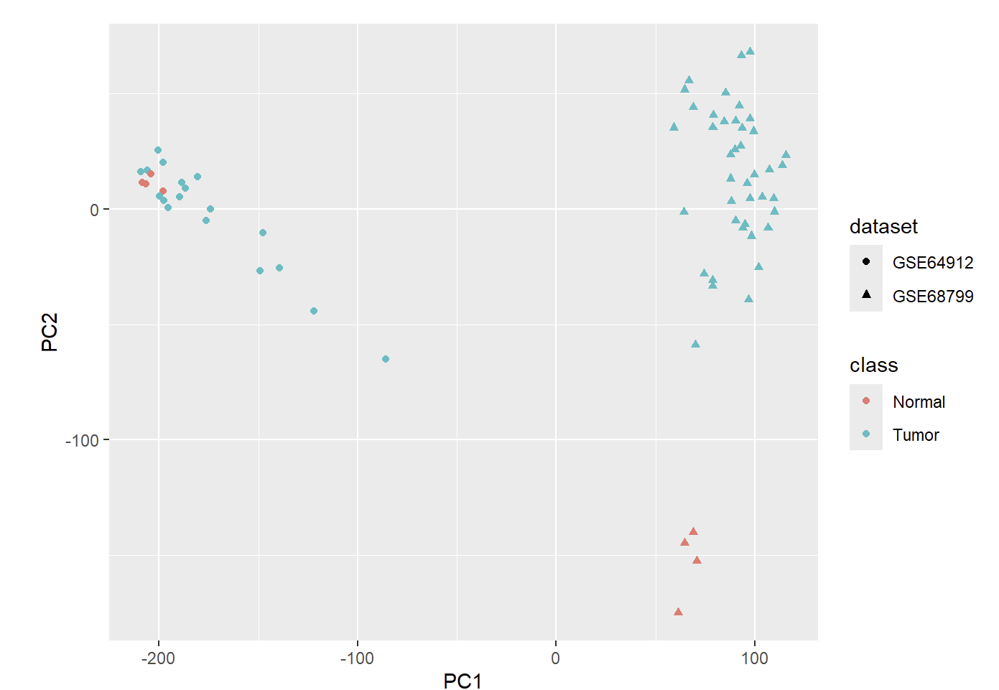 0
-100
PC2
-200
-100
0
100
PC1
dataset
GSE64912
GSE68799
class
Normal
Tumor